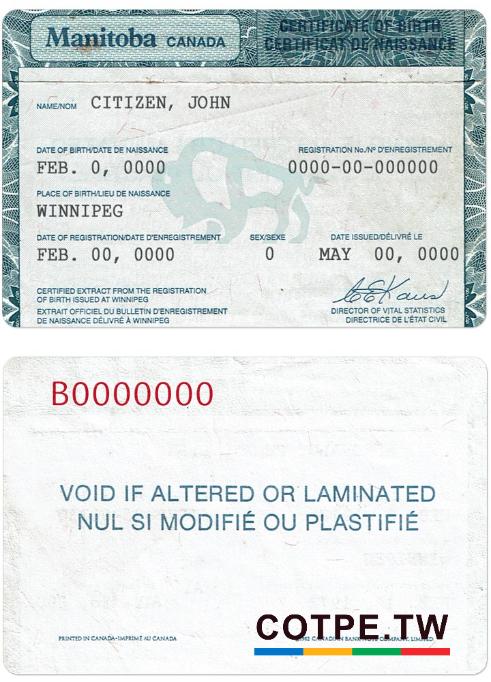 Manitoba CANADA
CERTIFICATE OF BIRTH
CERTIFICAT DE NAISSANCE
NAME/NOM CITIZEN, JOHN
DATE OF BIRTH/DATE DE NAISSANCE REGISTRATION No./Nº D'ENREGISTREMENT
FEB. 0, 0000 0000-00-000000
PLACE OF BIRTH/LIEU DE NAISSANCE
WINNIPEG
DATE OF REGISTRATION/DATE D'ENREGISTREMENT SEX/SEXE DATE ISSUED/DÉLIVRÉ LE
FEB. 00, 0000 0 MAY 00, 0000
CERTIFIED EXTRACT FROM THE REGISTRATION
OF BIRTH ISSUED AT WINNIPEG
EXTRAIT OFFICIEL DU BULLETIN D'ENREGISTREMENT
DE NAISSANCE DÉLIVRÉ À WINNIPEG
DIRECTOR OF VITAL STATISTICS
DIRECTRICE DE L'ÉTAT CIVIL
B0000000
VOID IF ALTERED OR LAMINATED
NUL SI MODIFIÉ OU PLASTIFIÉ
PRINTED IN CANADA-IMPRIMÉ AU CANADA CANADIAN BANK NOTE COMPANY, LIMITED
COTPE.TW